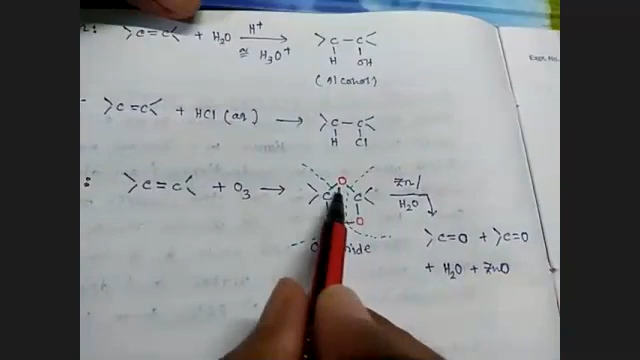 >C=C< + H2O H+ → ≅ H3O+ >C–C<
H OH
(Alcohol)
>C=C< + HCl (aq) → >C–C<
H Cl
: >C=C< + O3 → >C O C< Zn/ H2O
O
>C=O + >C=O
+ H2O + ZnO
Expt. No.